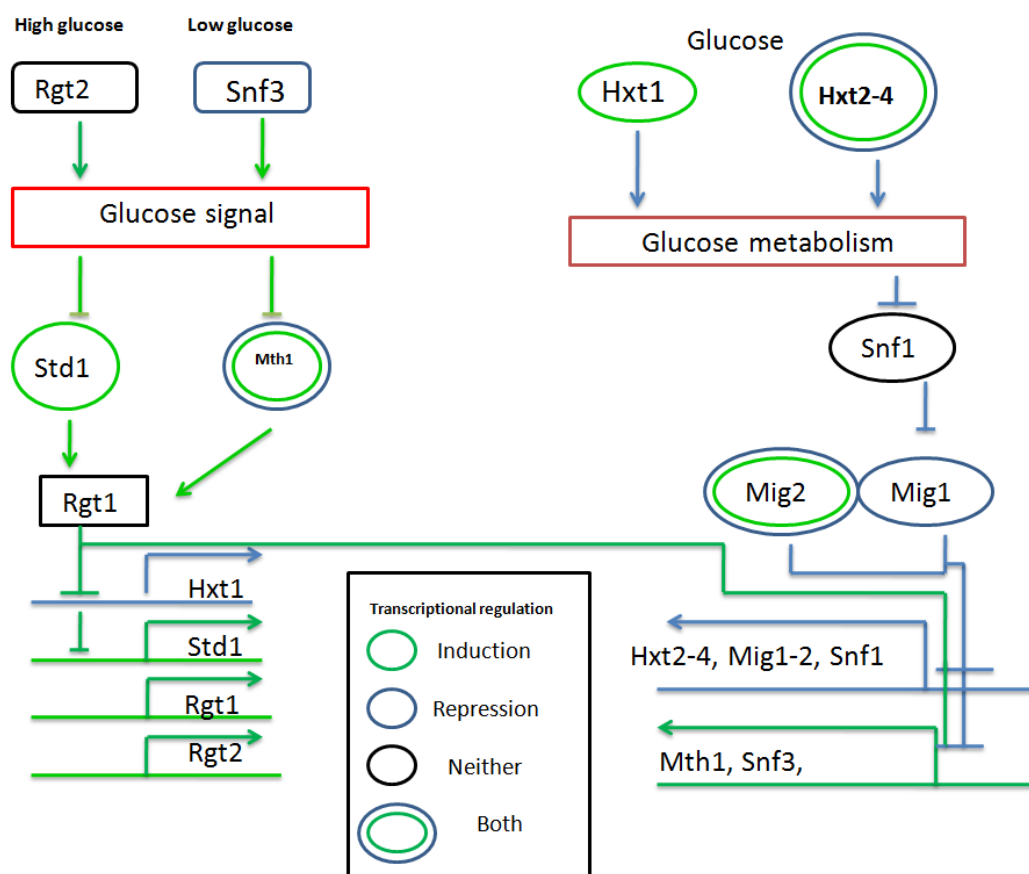 High glucose
Low glucose
Rgt2
Snf3
Glucose signal
Std1
Mth1
Rgt1
Hxt1
Std1
Rgt1
Rgt2
Glucose
Hxt1
Hxt2-4
Glucose metabolism
Snf1
Mig2
Mig1
Hxt2-4, Mig1-2, Snf1
Mth1, Snf3,
Transcriptional regulation
Induction
Repression
Neither
Both